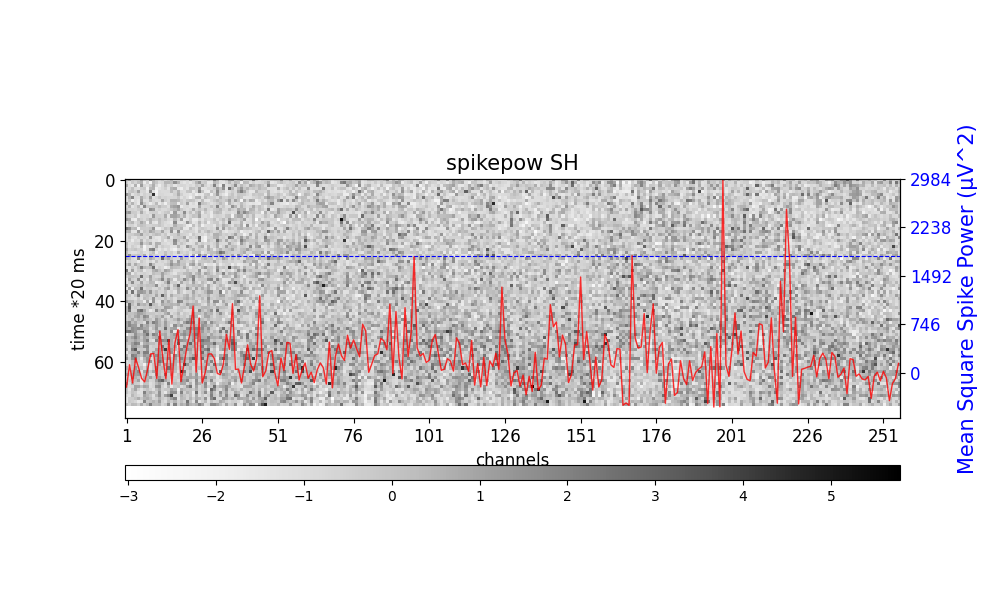 spikepow SH
0
20
40
60
time *20 ms
2984
2238
1492
746
0
Mean Square Spike Power (µV^2)
1 26 51 76 101 126 151 176 201 226 251
channels
−3 −2 −1 0 1 2 3 4 5